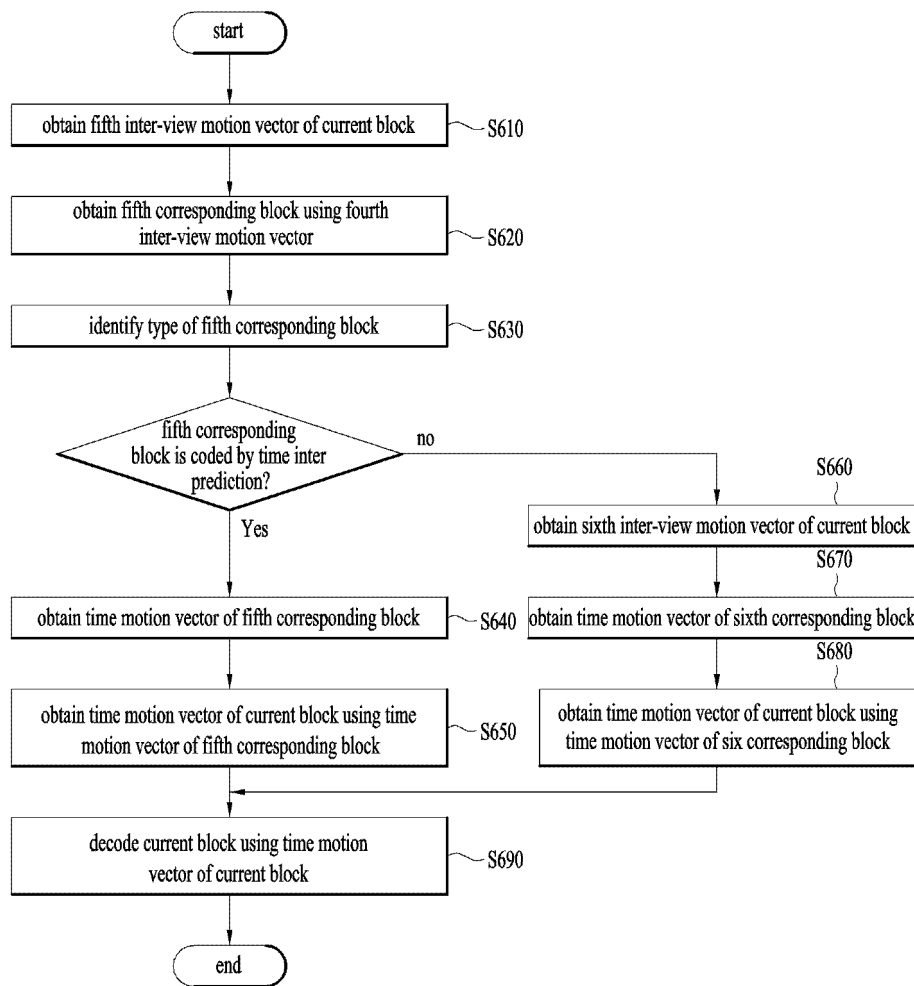 start
obtain fifth inter-view motion vector of current block
S610
obtain fifth corresponding block using fourth
inter-view motion vector
S620
identify type of fifth corresponding block
S630
fifth corresponding
block is coded by time inter
prediction?
no
Yes
S660
obtain sixth inter-view motion vector of current block
S670
obtain time motion vector of fifth corresponding block
S640
obtain time motion vector of sixth corresponding block
S680
obtain time motion vector of current block using time
motion vector of fifth corresponding block
S650
obtain time motion vector of current block using
time motion vector of six corresponding block
decode current block using time motion
vector of current block
S690
end